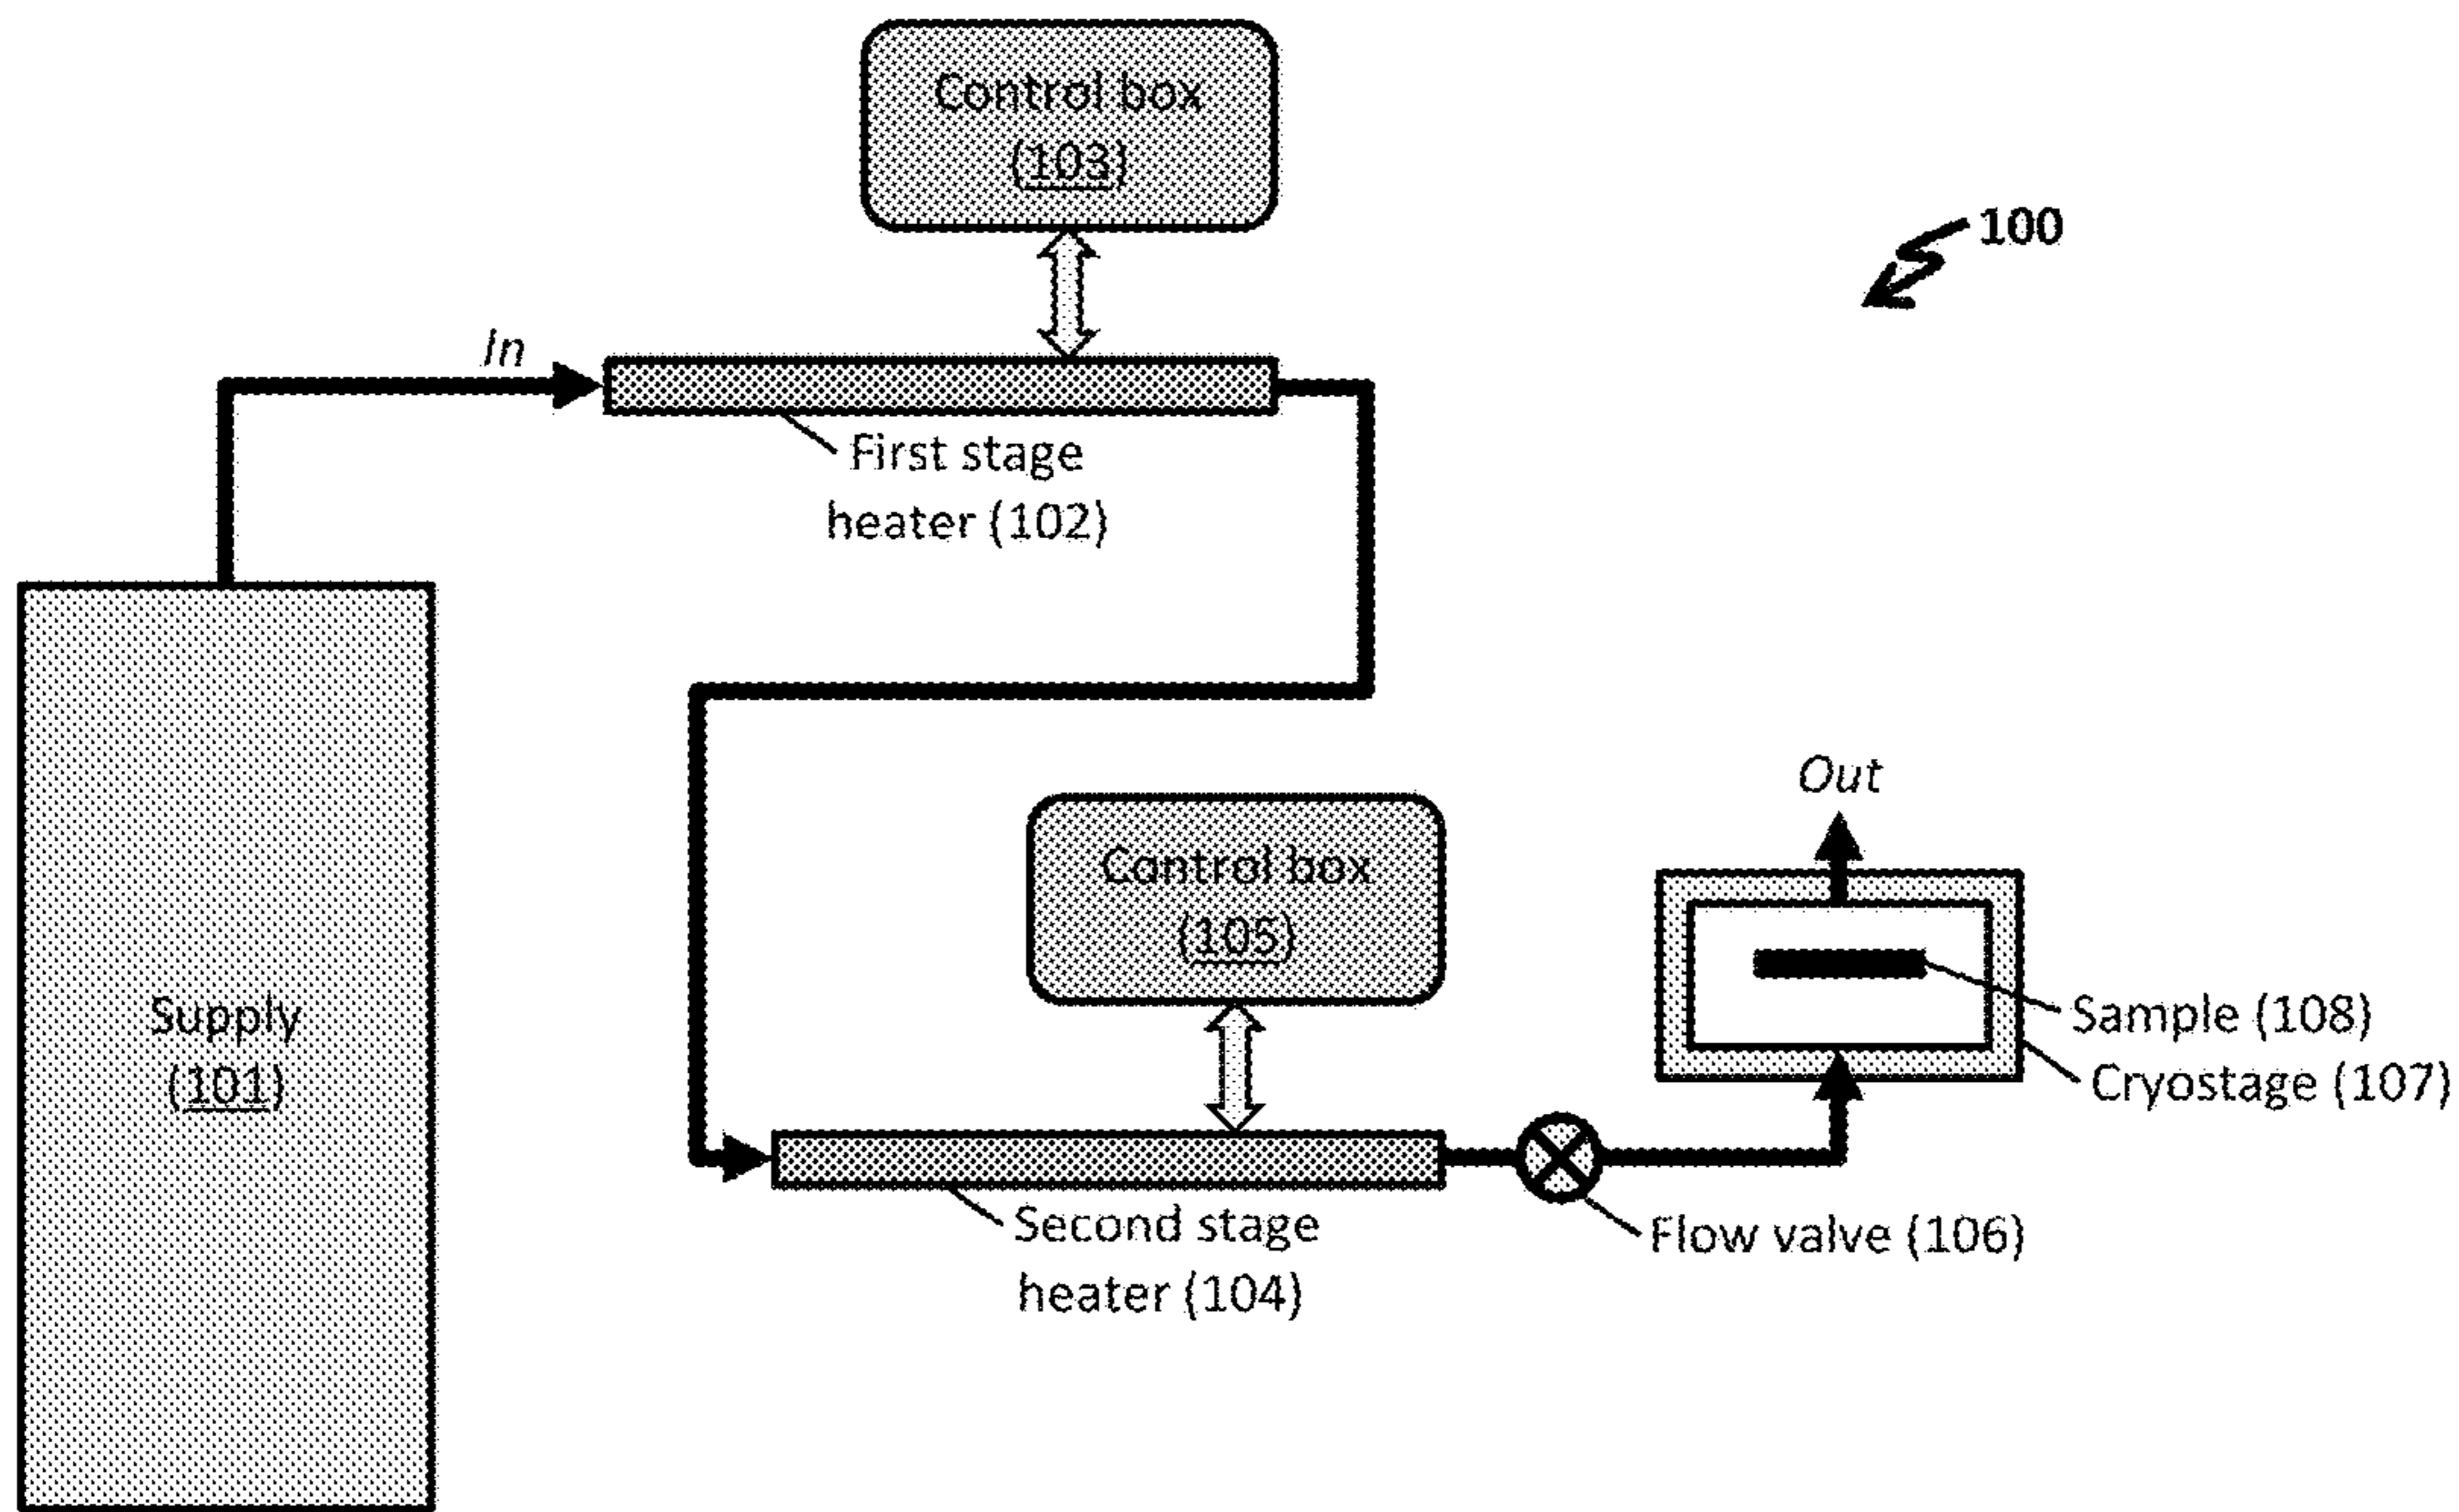 Control box
(103)
100
In
First stage
heater (102)
Out
Control box
(105)
Supply
(101)
Sample (108)
Cryostage (107)
Second stage
heater (104)
Flow valve (106)